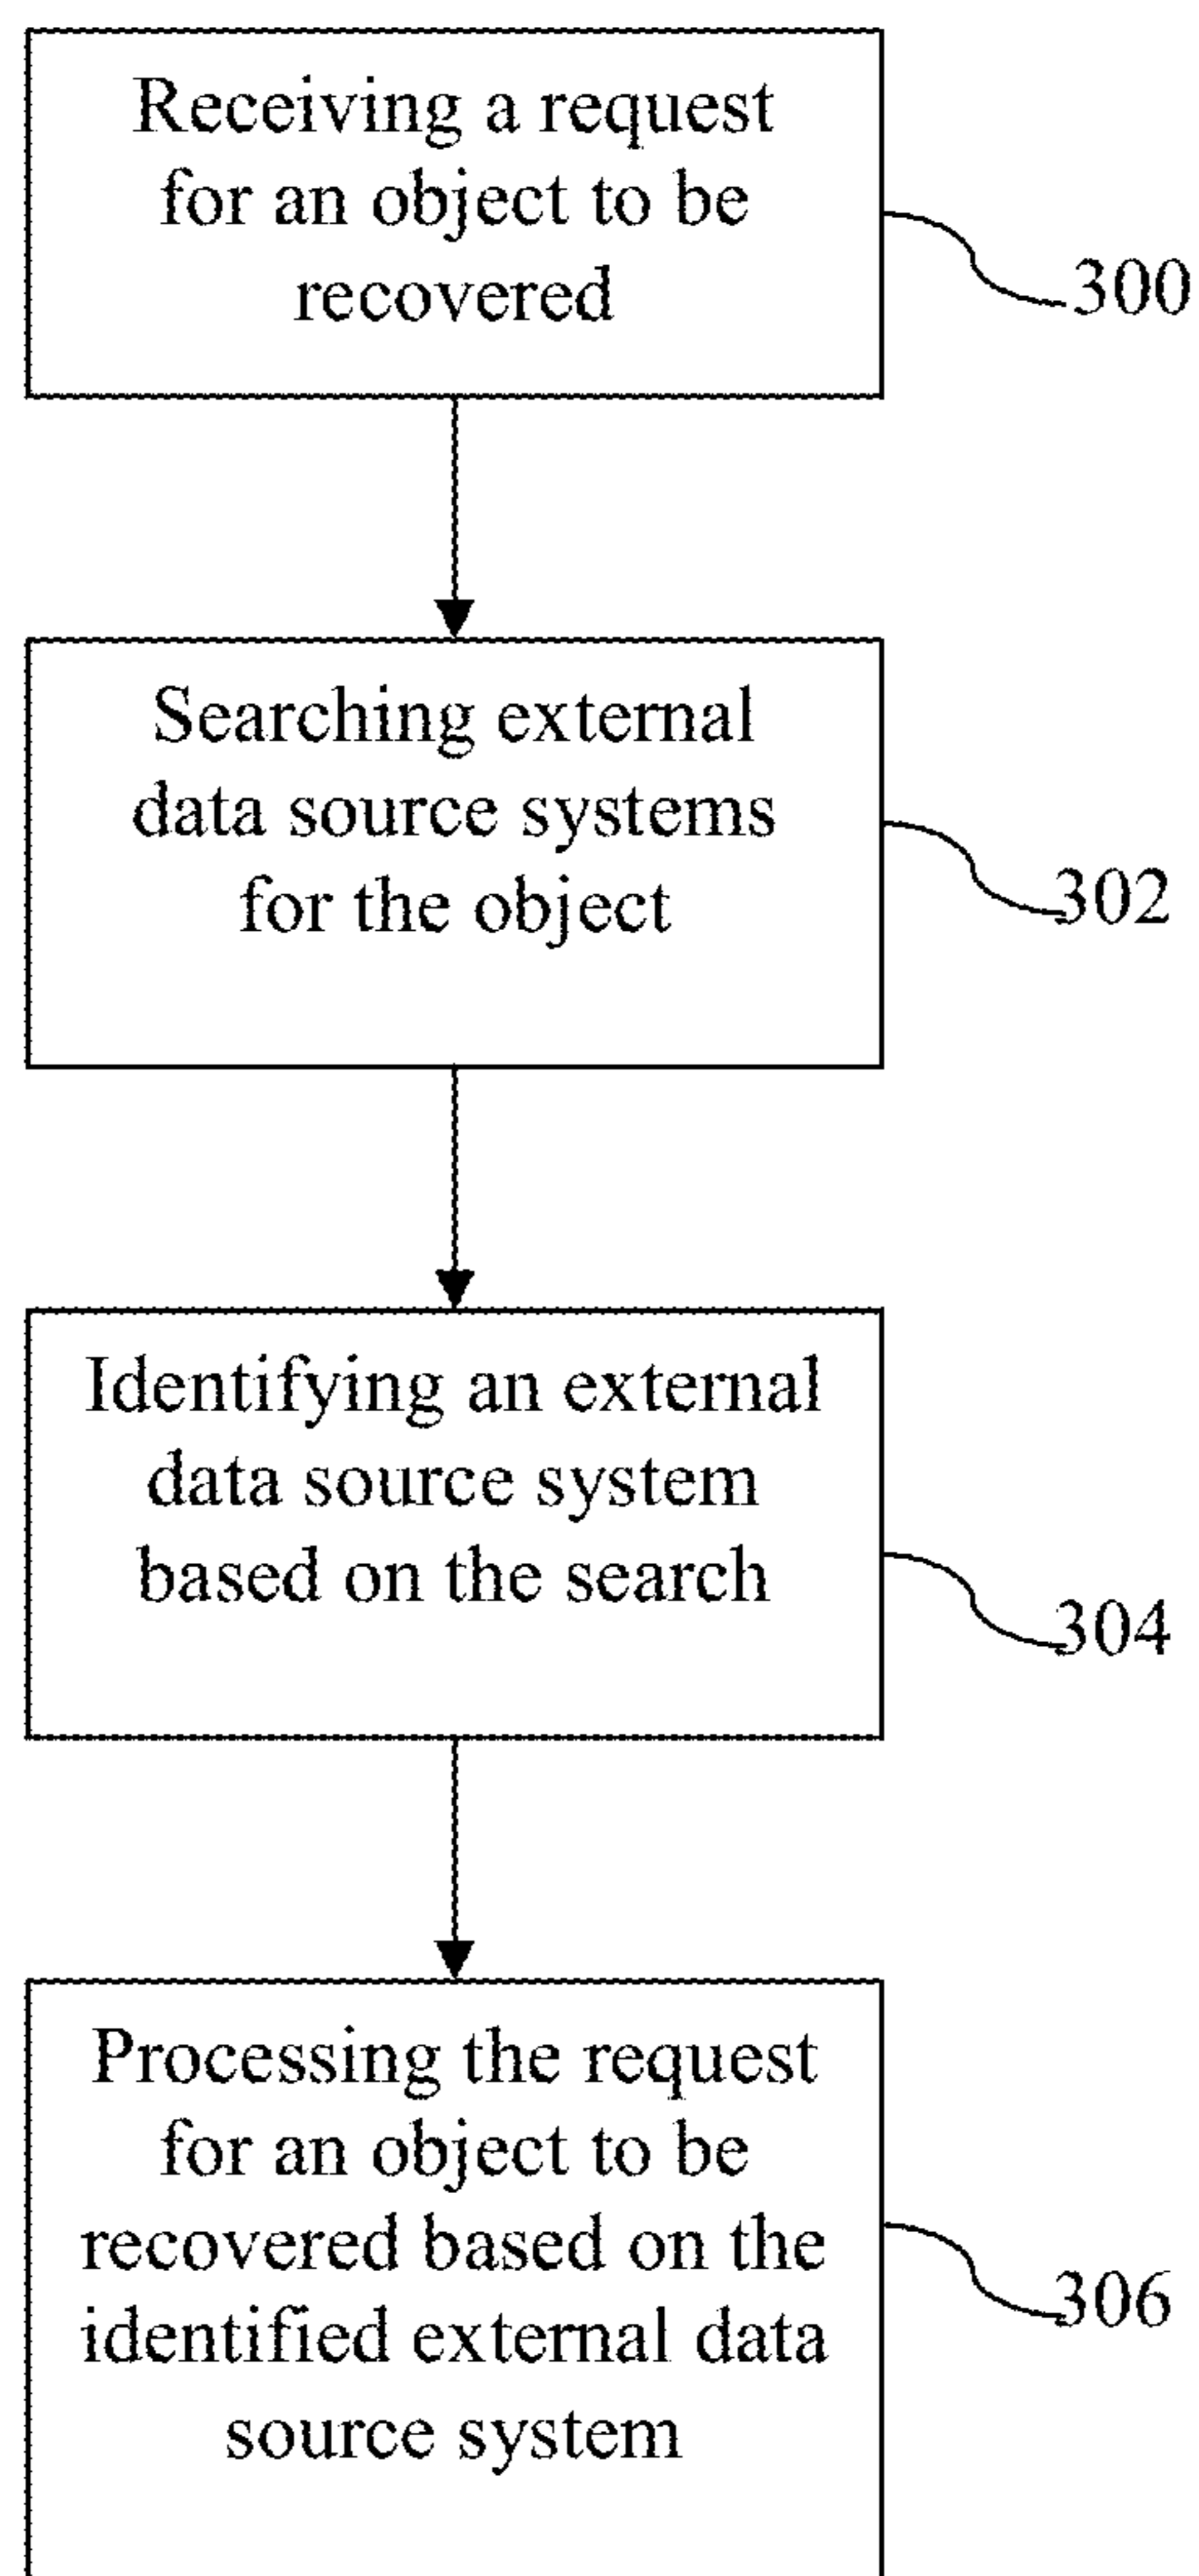 Receiving a request
for an object to be
recovered
300
Searching external
data source systems
for the object
302
Identifying an external
data source system
based on the search
304
Processing the request
for an object to be
recovered based on the
identified external data
source system
306